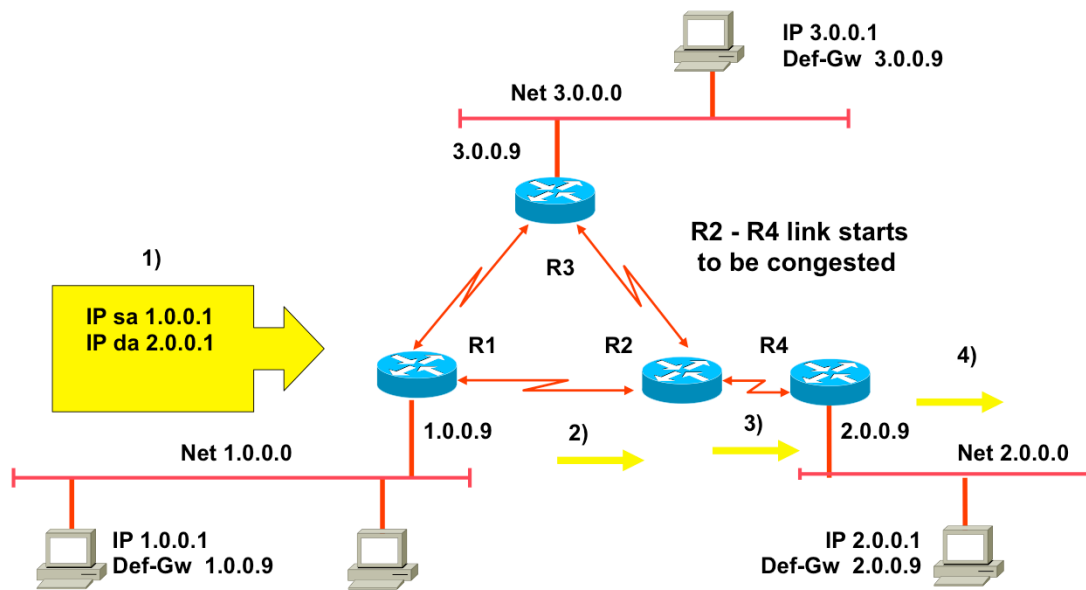 IP 3.0.0.1
Def-Gw 3.0.0.9
Net 3.0.0.0
3.0.0.9
R2 - R4 link starts
to be congested
1)
R3
IP sa 1.0.0.1
IP da 2.0.0.1
R1
R2
R4
4)
1.0.0.9
2)
3)
2.0.0.9
Net 1.0.0.0
Net 2.0.0.0
IP 1.0.0.1
Def-Gw 1.0.0.9
IP 2.0.0.1
Def-Gw 2.0.0.9